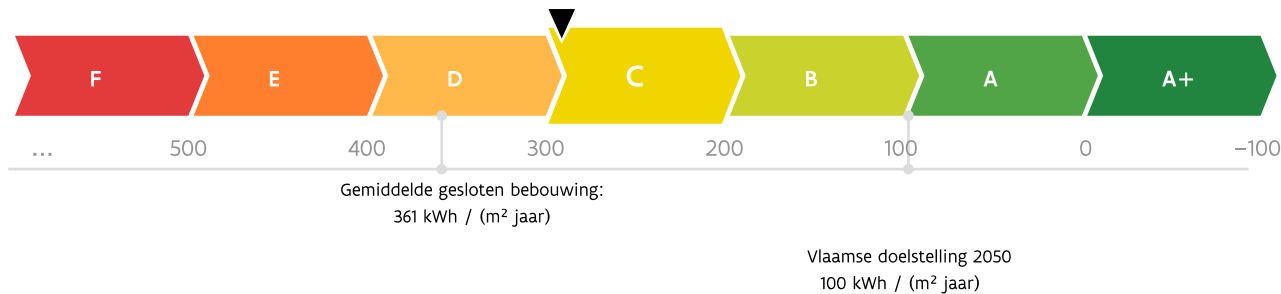 F E D C B A A+
... 500 400 300 200 100 0 –100
Gemiddelde gesloten bebouwing:
361 kWh / (m² jaar)
Vlaamse doelstelling 2050
100 kWh / (m² jaar)